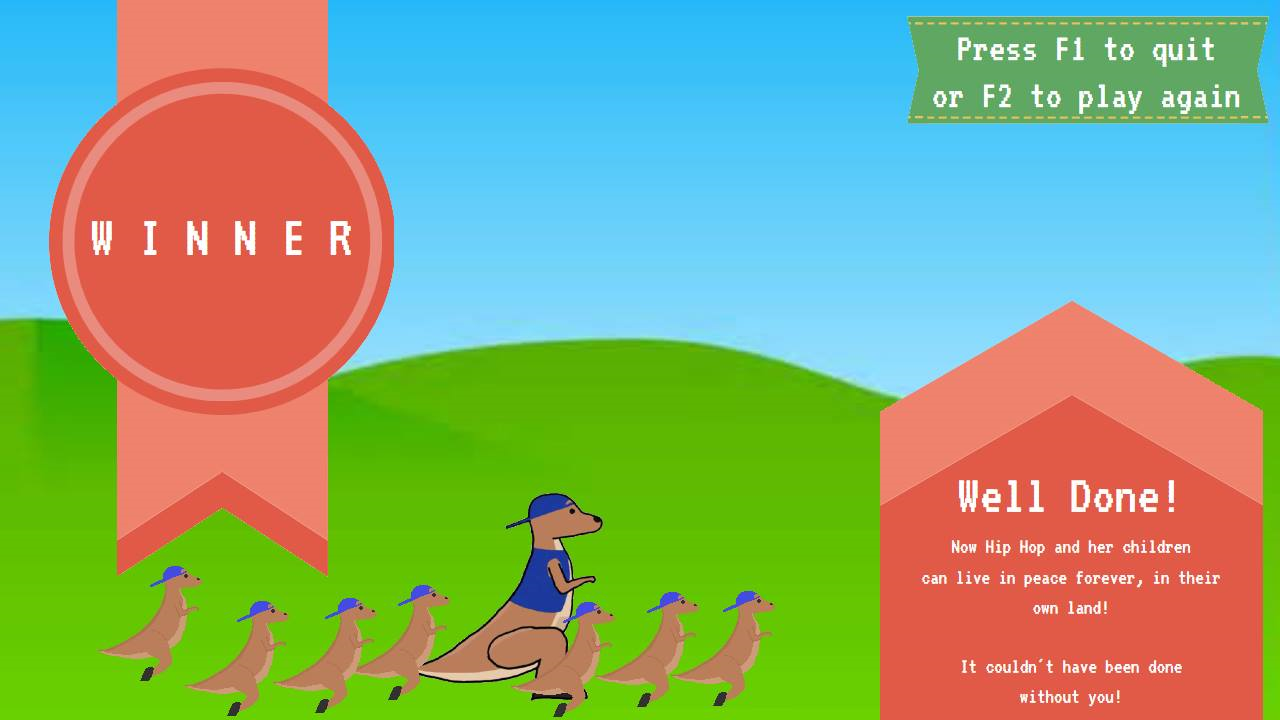 Press F1 to quit
or F2 to play again
W I N N E R
Well Done!
Now Hip Hop and her children
can live in peace forever, in their
own land!
It couldn´t have been done
without you!